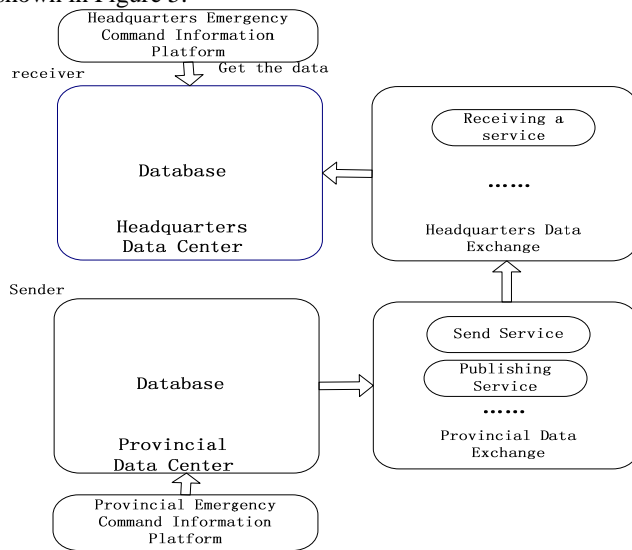 shown in Figure 5.
Headquarters Emergency
Command Information
Platform
receiver
Get the data
Database
Headquarters
Data Center
Receiving a
service
······
Headquarters Data
Exchange
Sender
Database
Provincial
Data Center
Send Service
Publishing
Service
······
Provincial Data
Exchange
Provincial Emergency
Command Information
Platform